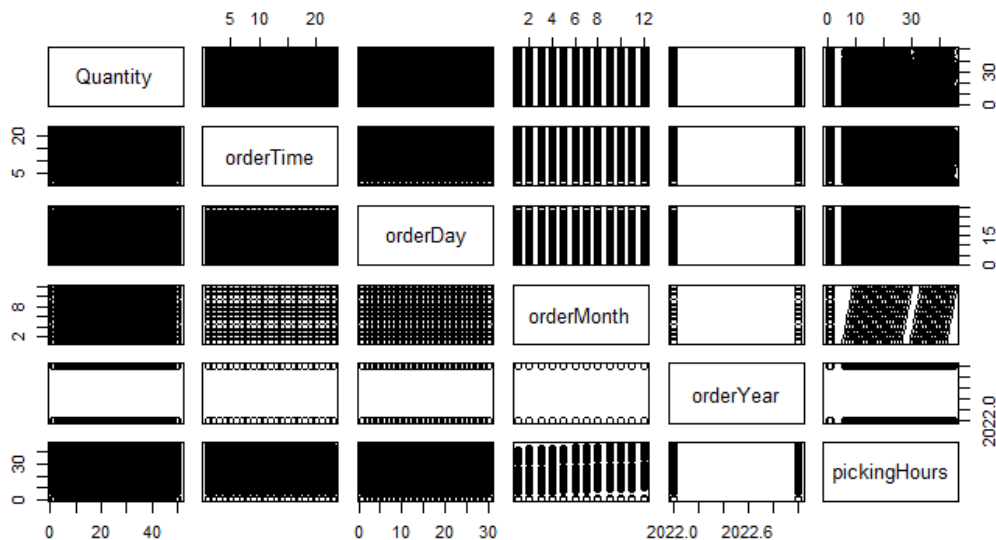 5 10 20
2 4 6 8 12
0 10 30
Quantity
0 30
5 20
orderTime
orderDay
0 15
2 8
orderMonth
orderYear
2022.0
0 30
pickingHours
0 20 40
0 10 20 30
2022.0 2022.6